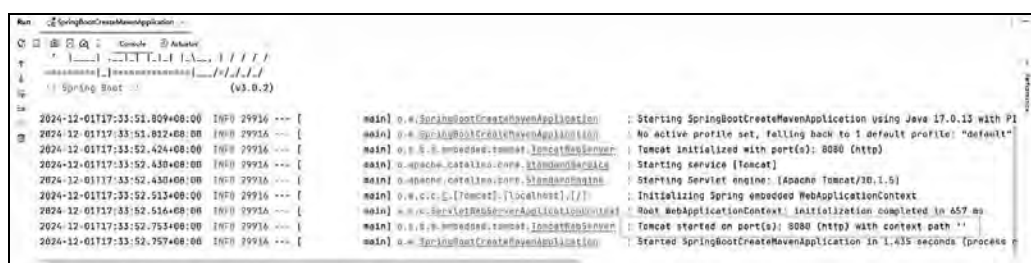 Run SpringBootCreateMavenApplication
Console Actuator
:: Spring Boot :: (v3.0.2)
2024-12-01T17:33:51.809+08:00 INFO 29916 --- [ main] o.e.SpringBootCreateMavenApplication : Starting SpringBootCreateMavenApplication using Java 17.0.13 with PI
2024-12-01T17:33:51.812+08:00 INFO 29916 --- [ main] o.e.SpringBootCreateMavenApplication : No active profile set, falling back to 1 default profile: "default"
2024-12-01T17:33:52.424+08:00 INFO 29916 --- [ main] o.s.b.w.embedded.tomcat.TomcatWebServer : Tomcat initialized with port(s): 8080 (http)
2024-12-01T17:33:52.430+08:00 INFO 29916 --- [ main] o.apache.catalina.core.StandardService : Starting service [Tomcat]
2024-12-01T17:33:52.430+08:00 INFO 29916 --- [ main] o.apache.catalina.core.StandardEngine : Starting Servlet engine: [Apache Tomcat/10.1.5]
2024-12-01T17:33:52.513+08:00 INFO 29916 --- [ main] o.a.c.c.C.[Tomcat].[localhost].[/] : Initializing Spring embedded WebApplicationContext
2024-12-01T17:33:52.516+08:00 INFO 29916 --- [ main] w.s.c.ServletWebServerApplicationContext : Root WebApplicationContext: initialization completed in 657 ms
2024-12-01T17:33:52.753+08:00 INFO 29916 --- [ main] o.s.b.w.embedded.tomcat.TomcatWebServer : Tomcat started on port(s): 8080 (http) with context path ''
2024-12-01T17:33:52.757+08:00 INFO 29916 --- [ main] o.e.SpringBootCreateMavenApplication : Started SpringBootCreateMavenApplication in 1.435 seconds (process r